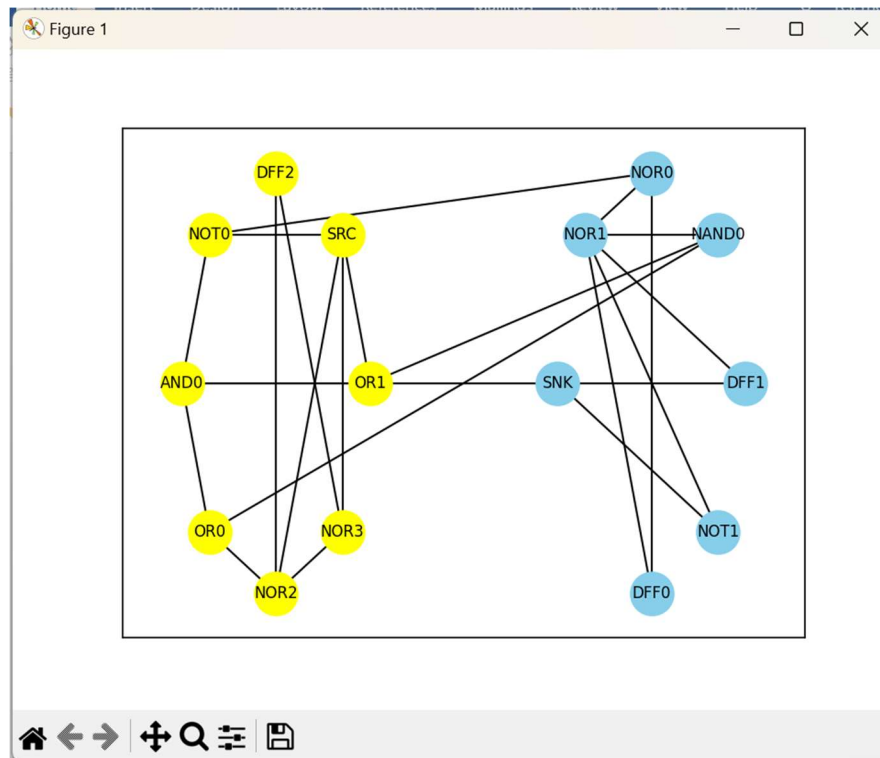 Figure 1
DFF2
NOR0
NOT0
SRC
NOR1
NAND0
AND0
OR1
SNK
DFF1
OR0
NOR3
NOT1
NOR2
DFF0